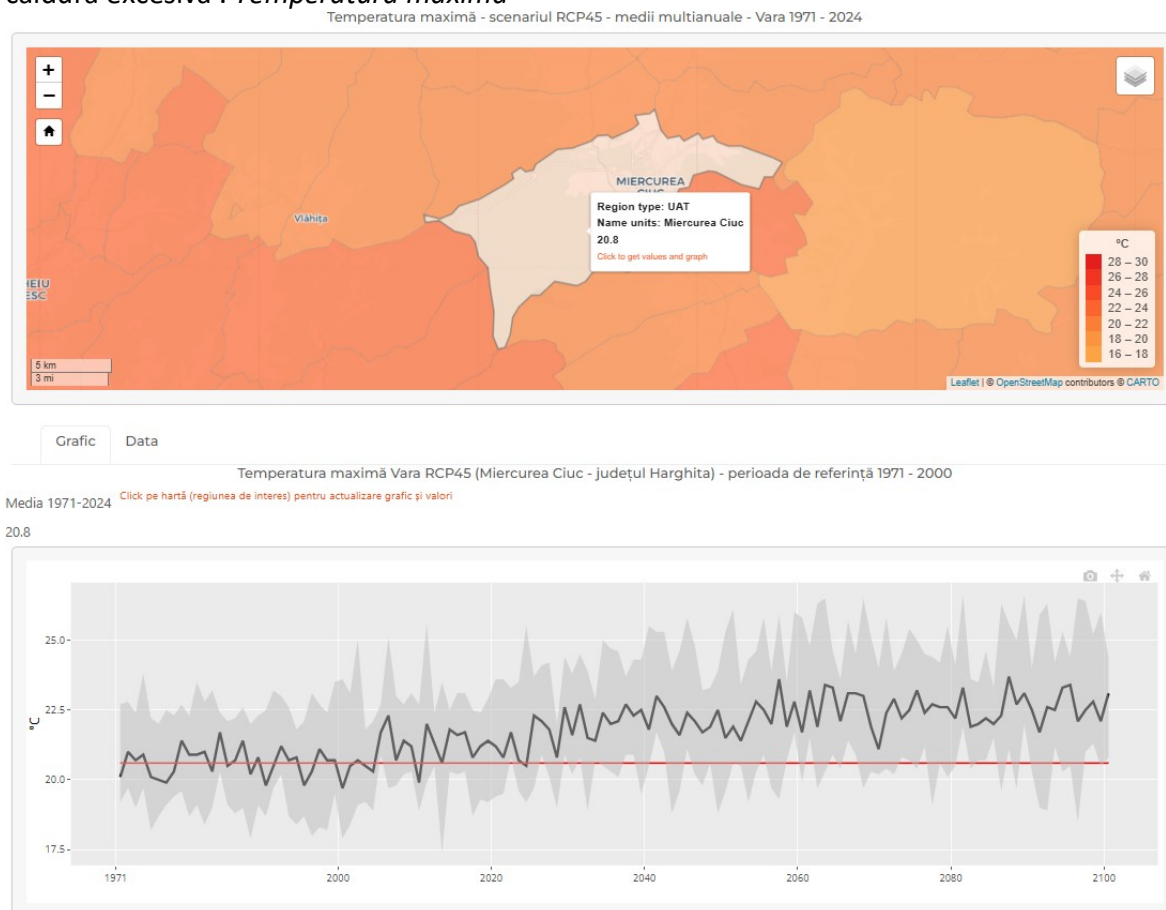 căldură excesivă : Temperatura maximă
Temperatura maximă - scenariul RCP45 - medii multianuale - Vara 1971 - 2024
+
−
MIERCUREA
CIUC
Vlăhița
Region type: UAT
Name units: Miercurea Ciuc
20.8
Click to get values and graph
HEIU
ESC
°C
28 – 30
26 – 28
24 – 26
22 – 24
20 – 22
18 – 20
16 – 18
5 km
3 mi
Leaflet | © OpenStreetMap contributors © CARTO
Grafic Data
Temperatura maximă Vara RCP45 (Miercurea Ciuc - județul Harghita) - perioada de referință 1971 - 2000
Media 1971-2024 Click pe hartă (regiunea de interes) pentru actualizare grafic și valori
20.8
25.0
22.5
20.0
17.5
°C
1971 2000 2020 2040 2060 2080 2100